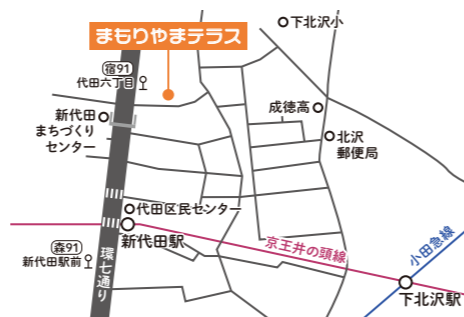 下北沢小
まもりやまテラス
宿91
代田六丁目
成徳高
新代田
まちづくり
センター
北沢
郵便局
代田区民センター
新代田駅
京王井の頭線
小田急線
森91
新代田駅前
環七通り
下北沢駅